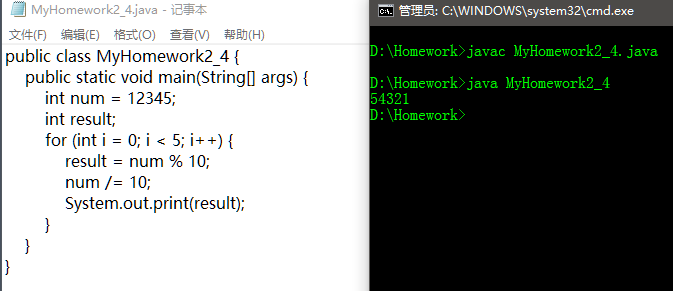 MyHomework2_4.java - 记事本
文件(F) 编辑(E) 格式(O) 查看(V) 帮助(H)
public class MyHomework2_4 {
public static void main(String[] args) {
int num = 12345;
int result;
for (int i = 0; i < 5; i++) {
result = num % 10;
num /= 10;
System.out.print(result);
}
}
}
管理员: C:\WINDOWS\system32\cmd.exe
D:\Homework>javac MyHomework2_4.java
D:\Homework>java MyHomework2_4
54321
D:\Homework>